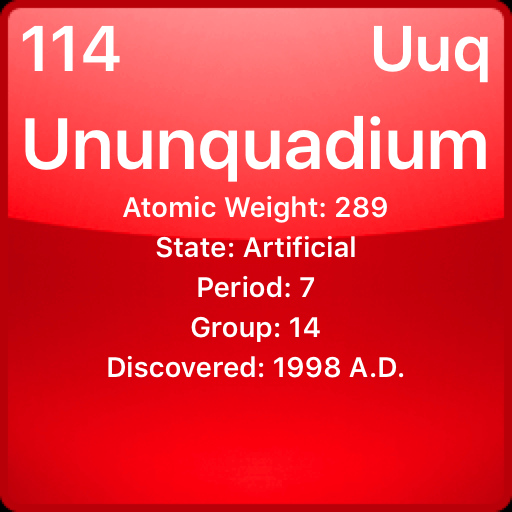 114 Uuq
Ununquadium
Atomic Weight: 289
State: Artificial
Period: 7
Group: 14
Discovered: 1998 A.D.